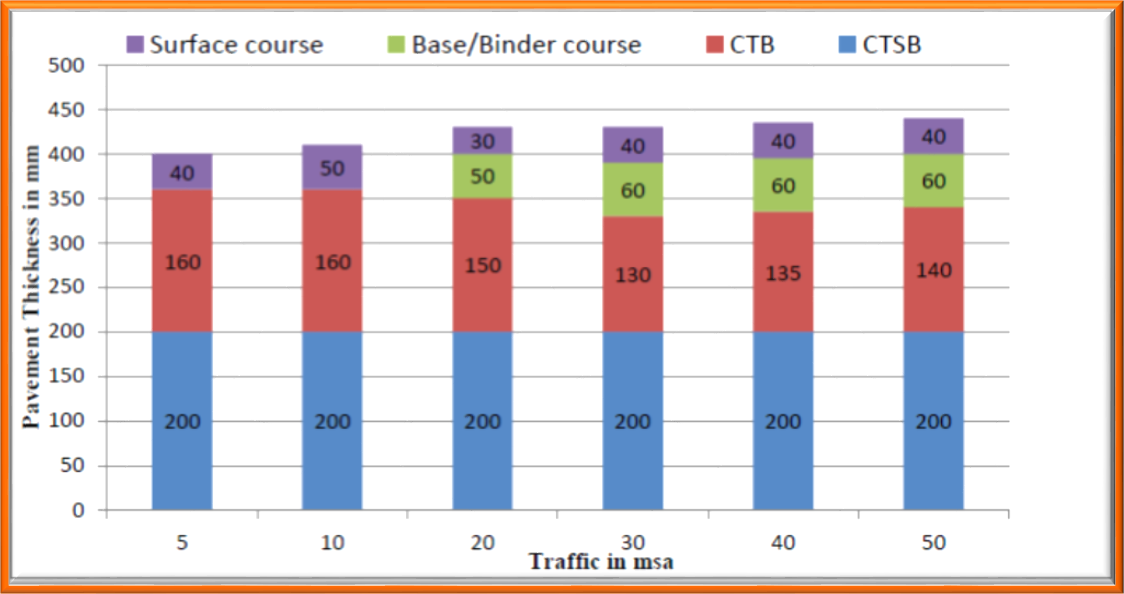 Surface course Base/Binder course CTB CTSB
Pavement Thickness in mm
500
450
400
350
300
250
200
150
100
50
0
40 50 30 40 40 40
50 60 60 60
160 160 150 130 135 140
200 200 200 200 200 200
5 10 20 30 40 50
Traffic in msa